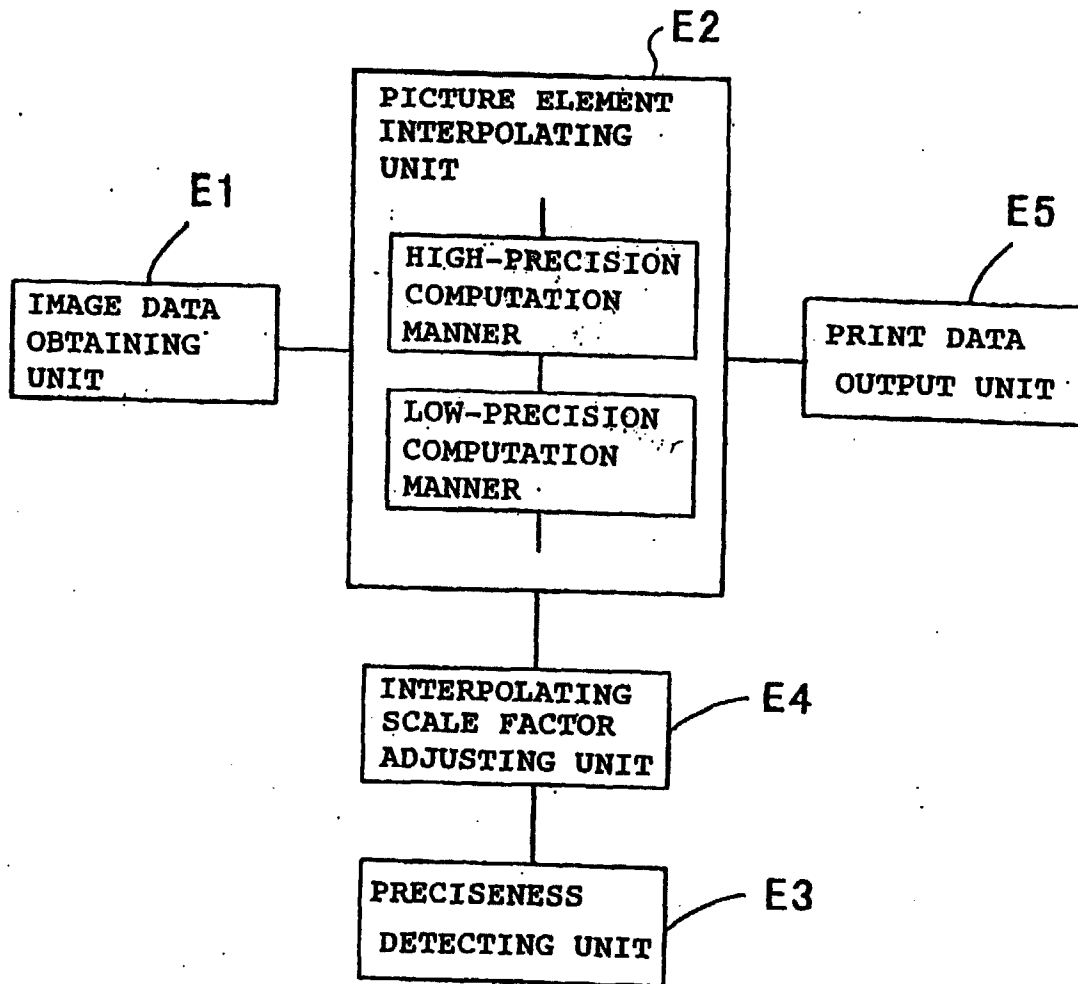 E2
PICTURE ELEMENT
INTERPOLATING
UNIT
E1
E5
HIGH-PRECISION
COMPUTATION
MANNER
IMAGE DATA
OBTAINING
UNIT
PRINT DATA
OUTPUT UNIT
LOW-PRECISION
COMPUTATION
MANNER
INTERPOLATING
SCALE FACTOR
ADJUSTING UNIT
E4
PRECISENESS
DETECTING UNIT
E3